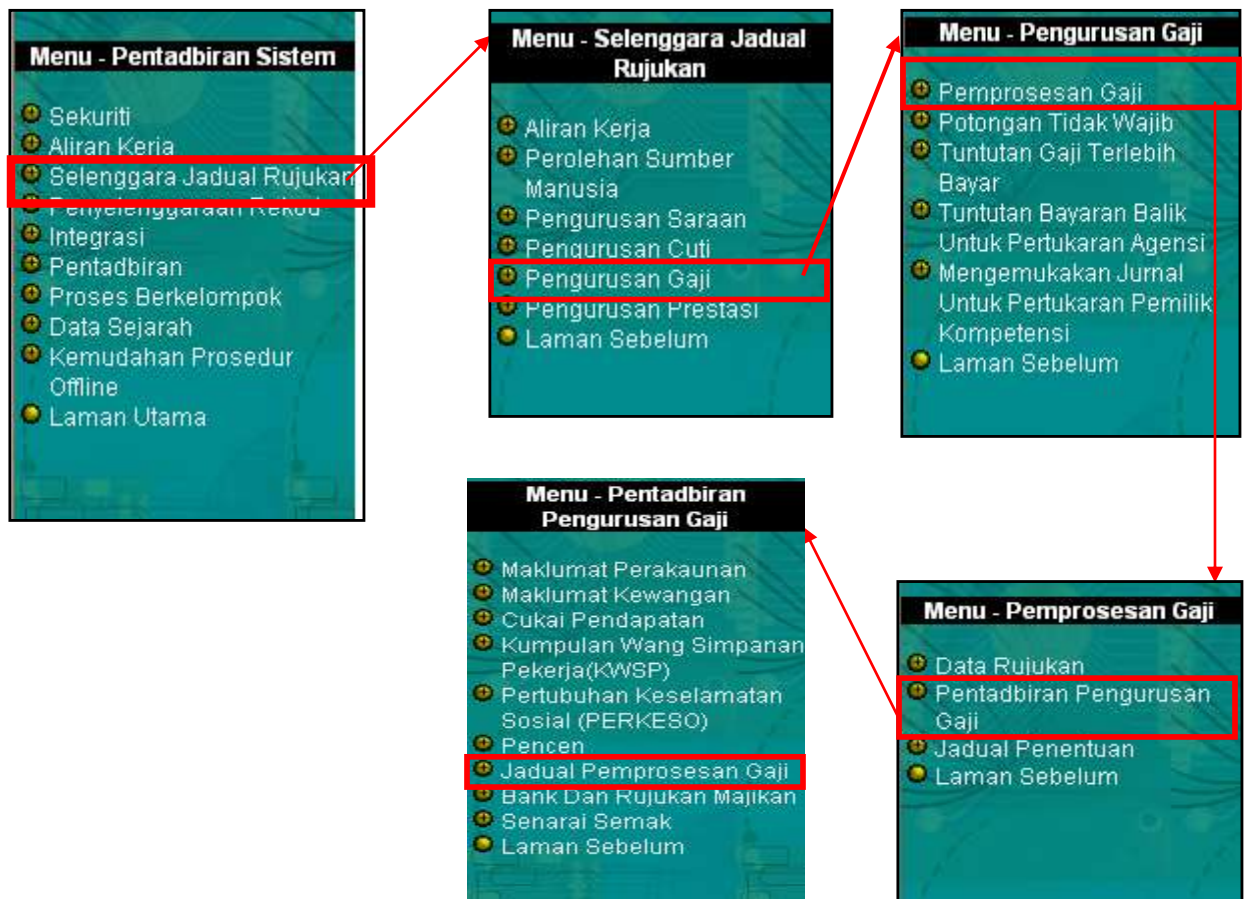 Menu - Pentadbiran Sistem
Sekuriti
Aliran Kerja
Selenggara Jadual Rujukan
Penyelenggaraan Rekod
Integrasi
Pentadbiran
Proses Berkelompok
Data Sejarah
Kemudahan Prosedur
Offline
Laman Utama
Menu - Selenggara Jadual
Rujukan
Aliran Kerja
Perolehan Sumber
Manusia
Pengurusan Saraan
Pengurusan Cuti
Pengurusan Gaji
Pengurusan Prestasi
Laman Sebelum
Menu - Pengurusan Gaji
Pemprosesan Gaji
Potongan Tidak Wajib
Tuntutan Gaji Terlebih
Bayar
Tuntutan Bayaran Balik
Untuk Pertukaran Agensi
Mengemukakan Jurnal
Untuk Pertukaran Pemilik
Kompetensi
Laman Sebelum
Menu - Pemprosesan Gaji
Data Rujukan
Pentadbiran Pengurusan
Gaji
Jadual Penentuan
Laman Sebelum
Menu - Pentadbiran
Pengurusan Gaji
Maklumat Perakaunan
Maklumat Kewangan
Cukai Pendapatan
Kumpulan Wang Simpanan
Pekerja(KWSP)
Pertubuhan Keselamatan
Sosial (PERKESO)
Pencen
Jadual Pemprosesan Gaji
Bank Dan Rujukan Majikan
Senarai Semak
Laman Sebelum